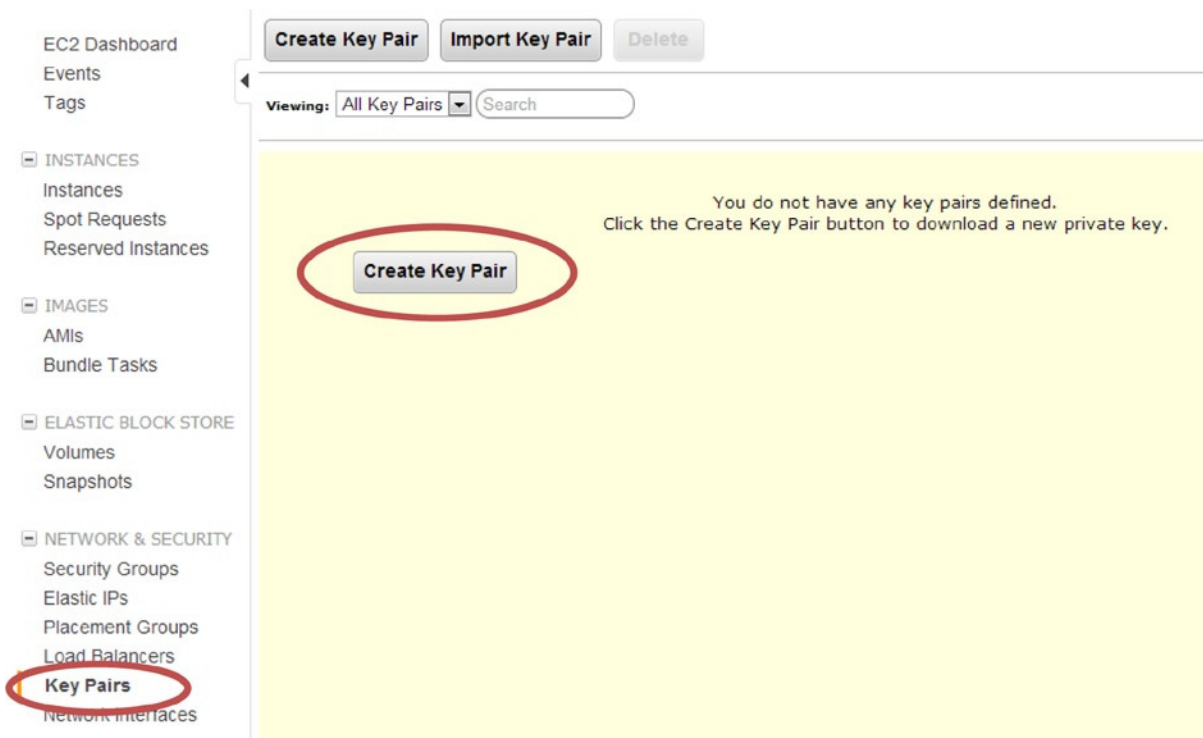 EC2 Dashboard
Events
Tags
INSTANCES
Instances
Spot Requests
Reserved Instances
IMAGES
AMIs
Bundle Tasks
ELASTIC BLOCK STORE
Volumes
Snapshots
NETWORK & SECURITY
Security Groups
Elastic IPs
Placement Groups
Load Balancers
Key Pairs
Network Interfaces
Create Key Pair Import Key Pair Delete
Viewing: All Key Pairs Search
You do not have any key pairs defined.
Click the Create Key Pair button to download a new private key.
Create Key Pair